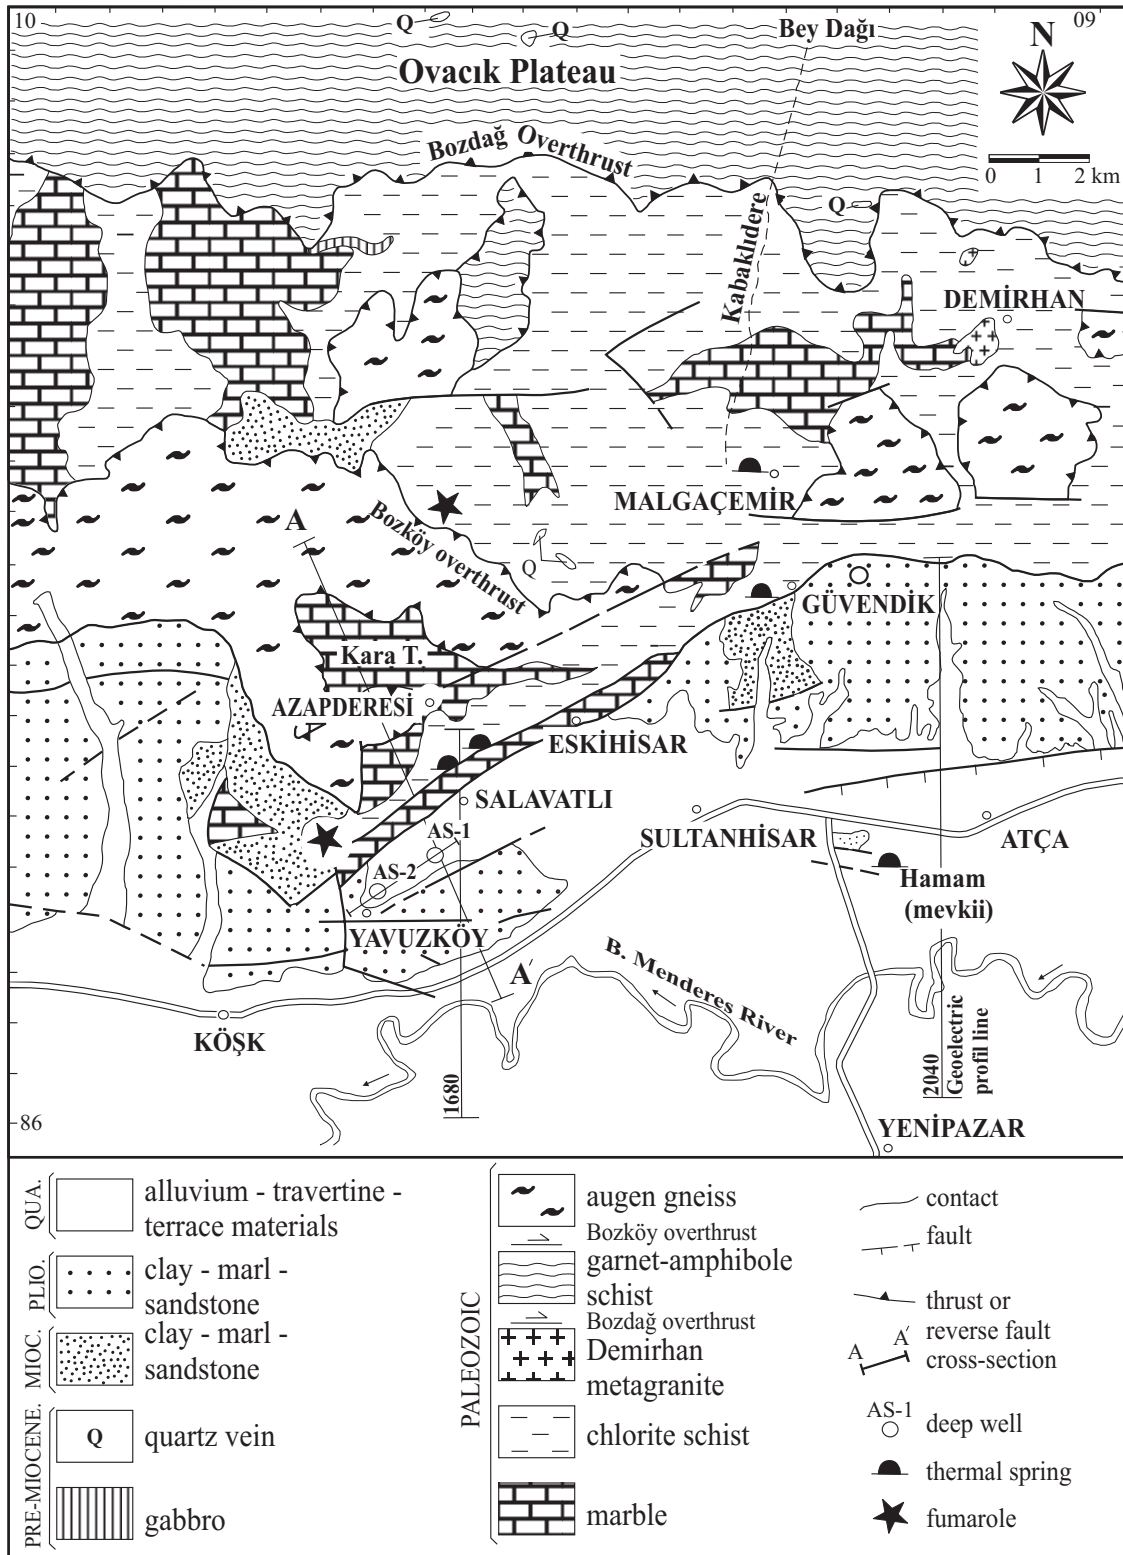 10
Q
Q
Bey Dağı
09
N
Ovacık Plateau
0 1 2 km
Bozdağ Overthrust
Q
Kabaklıdere
DEMİRHAN
MALGAÇEMİR
A
Bozköy overthrust
Q
GÜVENDİK
Kara T.
AZAPDERESİ
ESKİHİSAR
SALAVATLI
SULTANHİSAR
ATÇA
AS-1
AS-2
Hamam
(mevkii)
YAVUZKÖY
A'
B. Menderes River
KÖŞK
1680
2040
Geoelectric
profil line
86
YENİPAZAR
QUA.
alluvium - travertine -
terrace materials
PLIO.
clay - marl -
sandstone
MIOC.
clay - marl -
sandstone
PRE-MIOCENE.
Q
quartz vein
gabbro
PALEOZOIC
augen gneiss
Bozköy overthrust
garnet-amphibole
schist
Bozdağ overthrust
Demirhan
metagranite
chlorite schist
marble
contact
fault
thrust or
reverse fault
A A'
cross-section
AS-1
deep well
thermal spring
fumarole